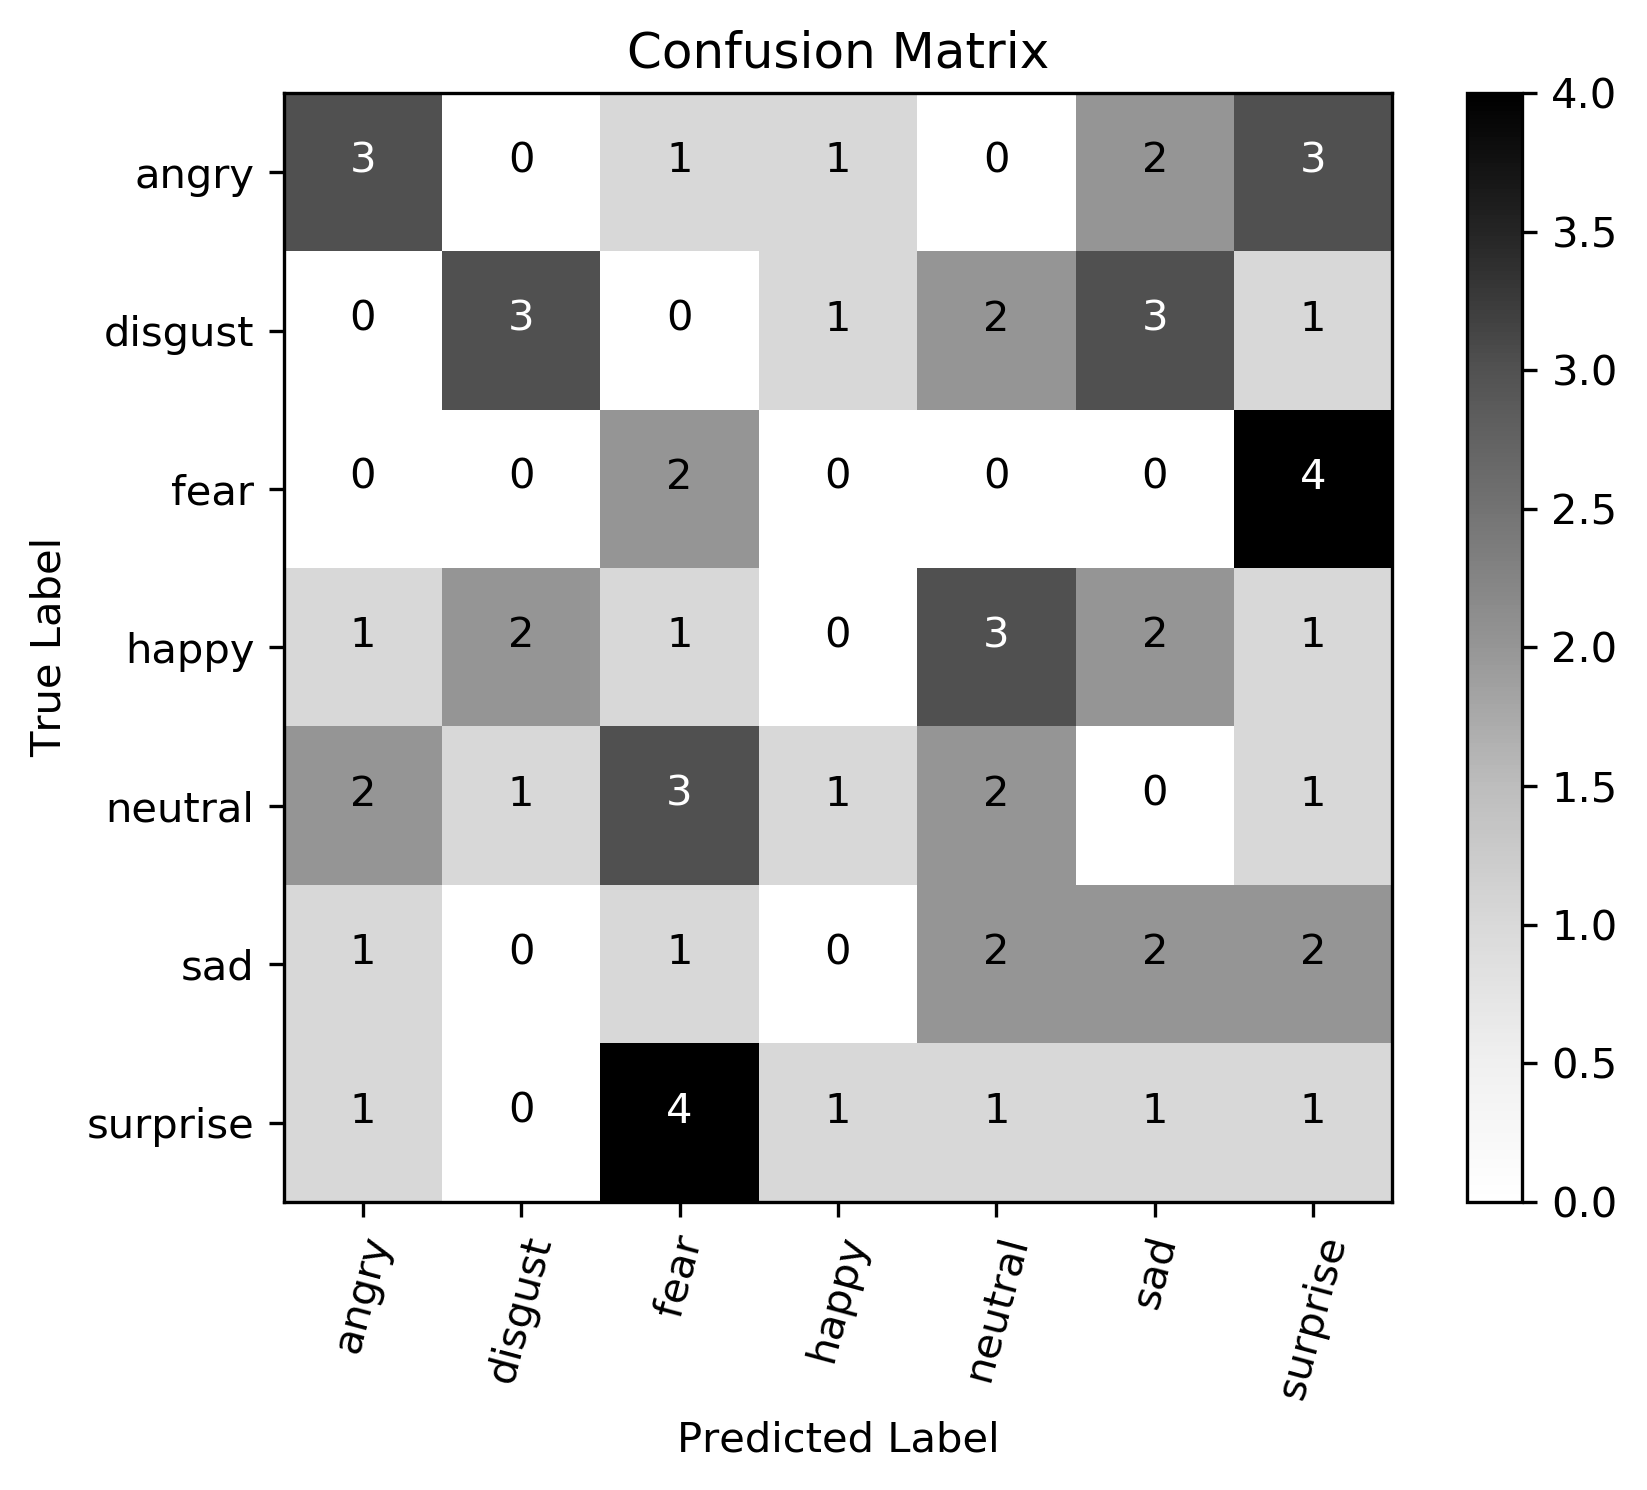 Confusion Matrix
angry 3 0 1 1 0 2 3
disgust 0 3 0 1 2 3 1
fear 0 0 2 0 0 0 4
happy 1 2 1 0 3 2 1
neutral 2 1 3 1 2 0 1
sad 1 0 1 0 2 2 2
surprise 1 0 4 1 1 1 1
True Label
angry disgust fear happy neutral sad surprise
Predicted Label
4.0
3.5
3.0
2.5
2.0
1.5
1.0
0.5
0.0